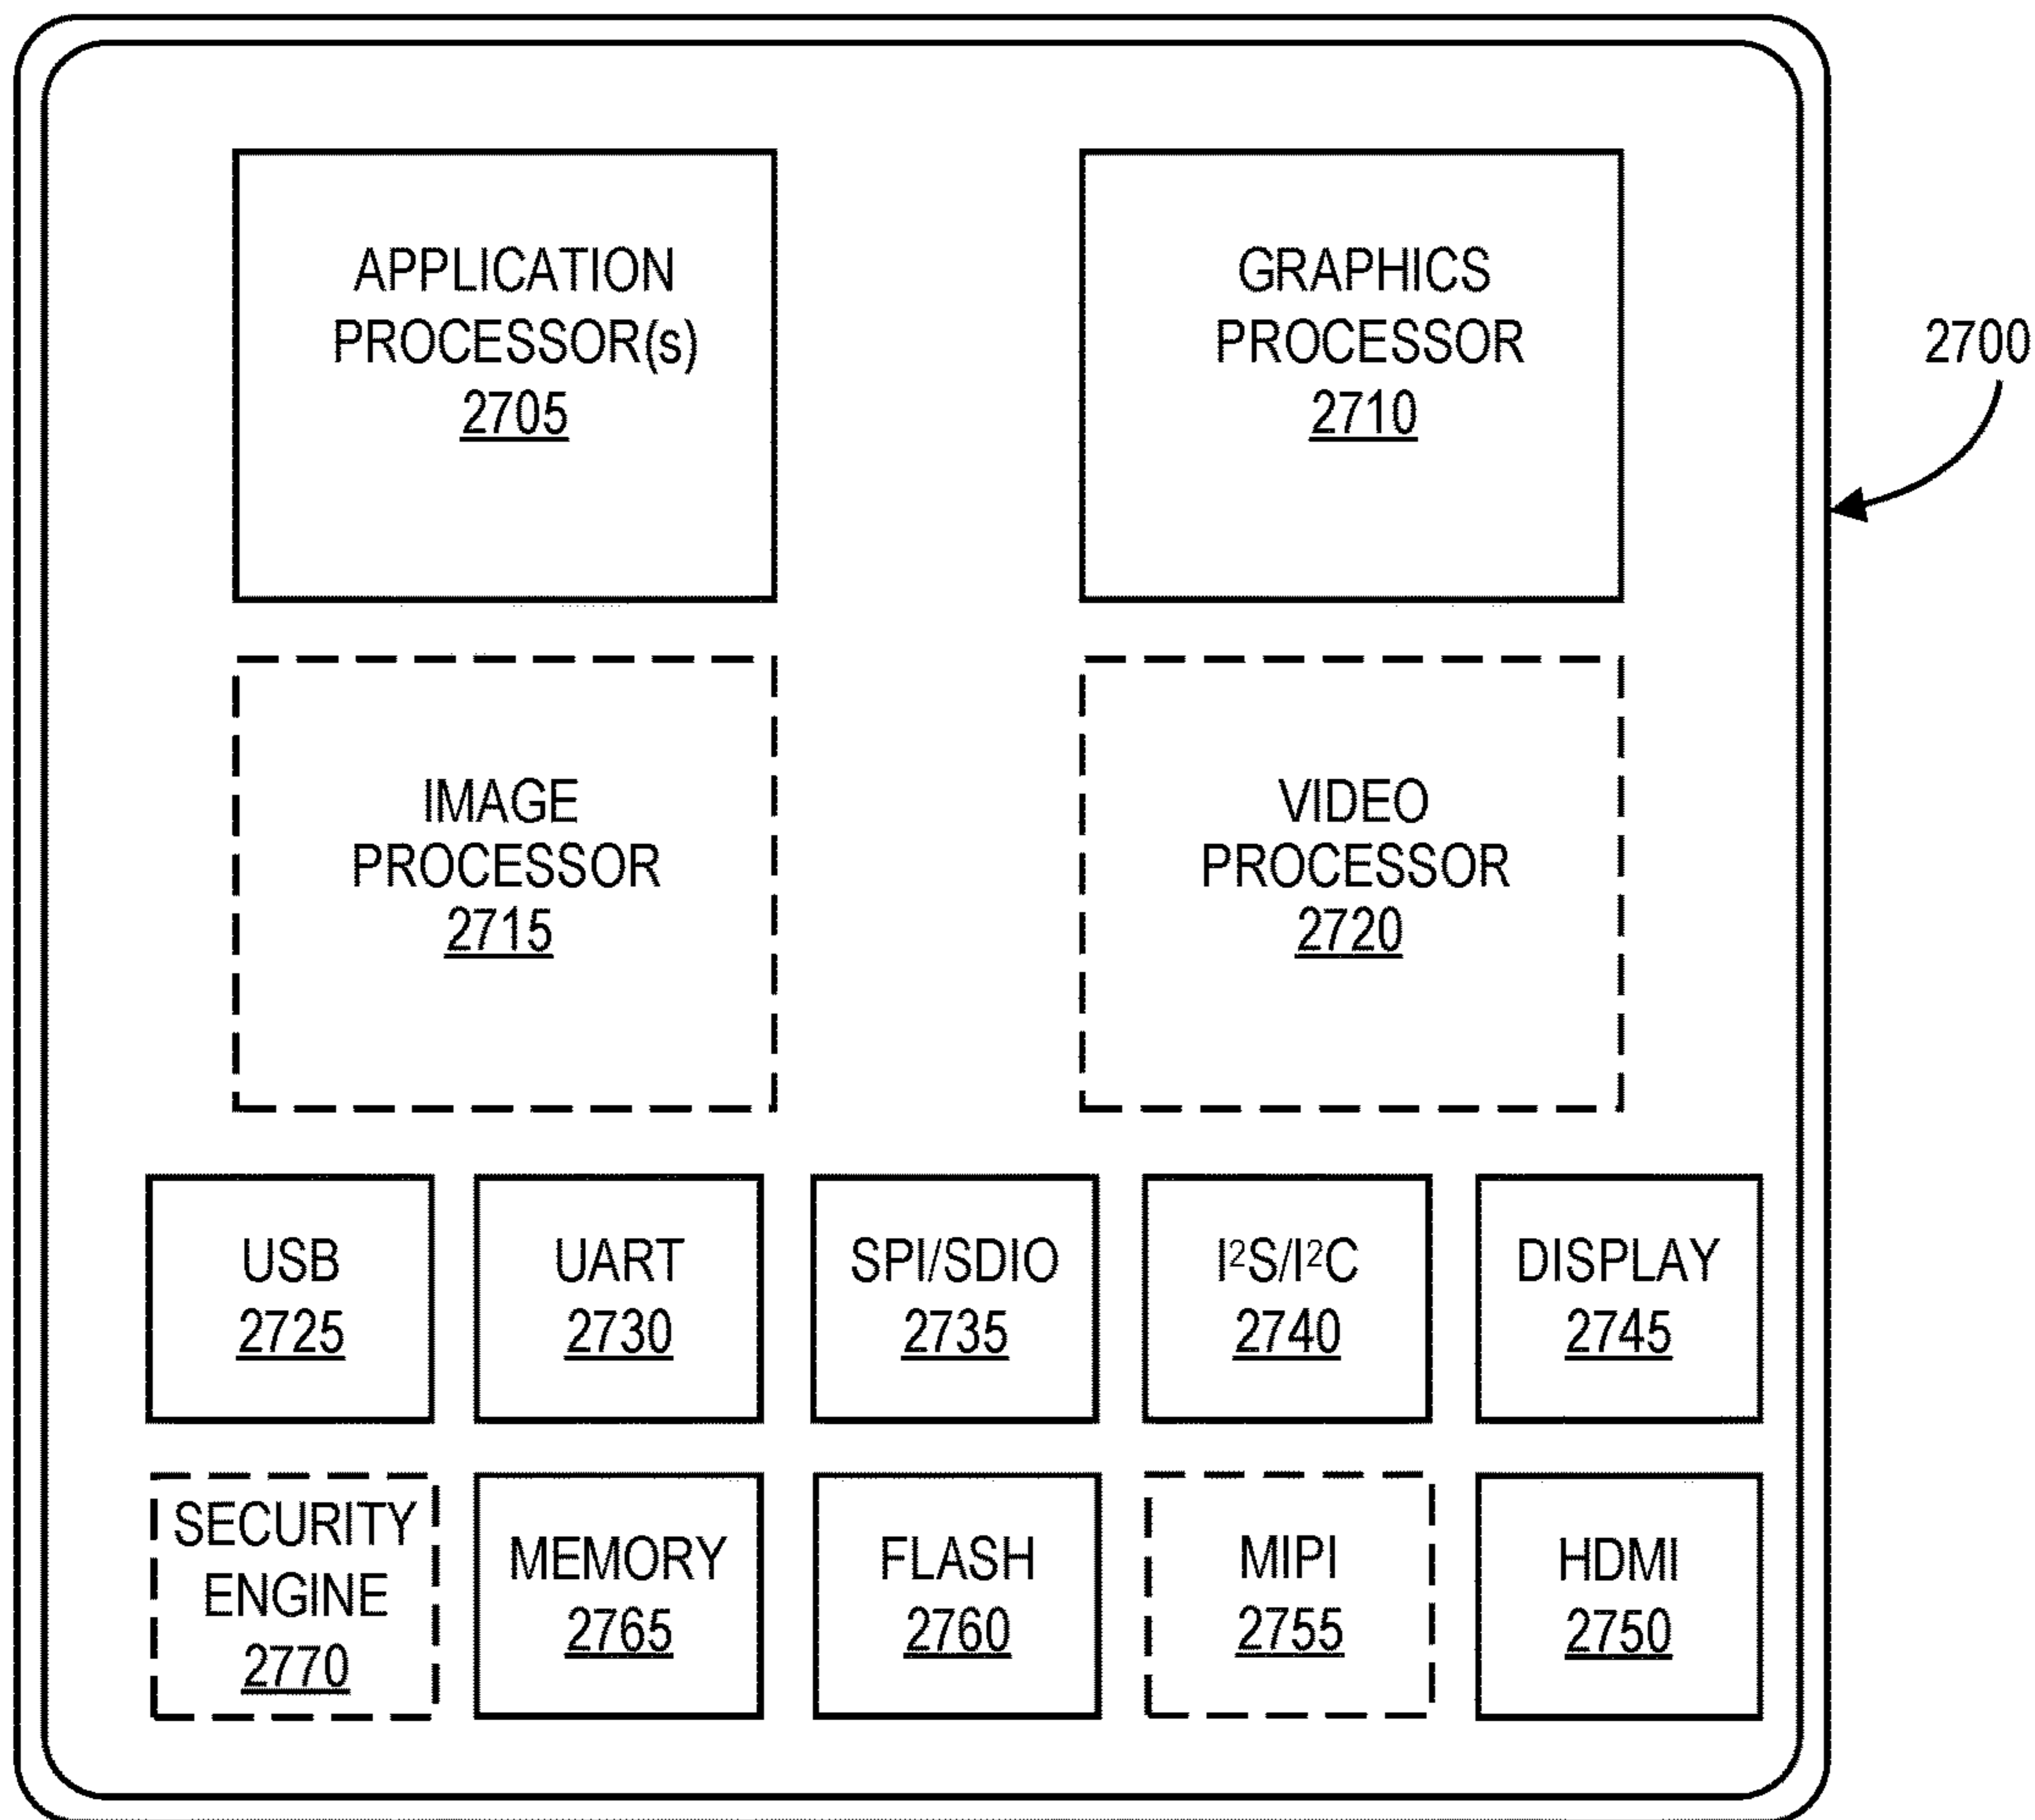 APPLICATION
PROCESSOR(s)
2705
GRAPHICS
PROCESSOR
2710
2700
IMAGE
PROCESSOR
2715
VIDEO
PROCESSOR
2720
USB
2725
UART
2730
SPI/SDIO
2735
I²S/I²C
2740
DISPLAY
2745
SECURITY
ENGINE
2770
MEMORY
2765
FLASH
2760
MIPI
2755
HDMI
2750